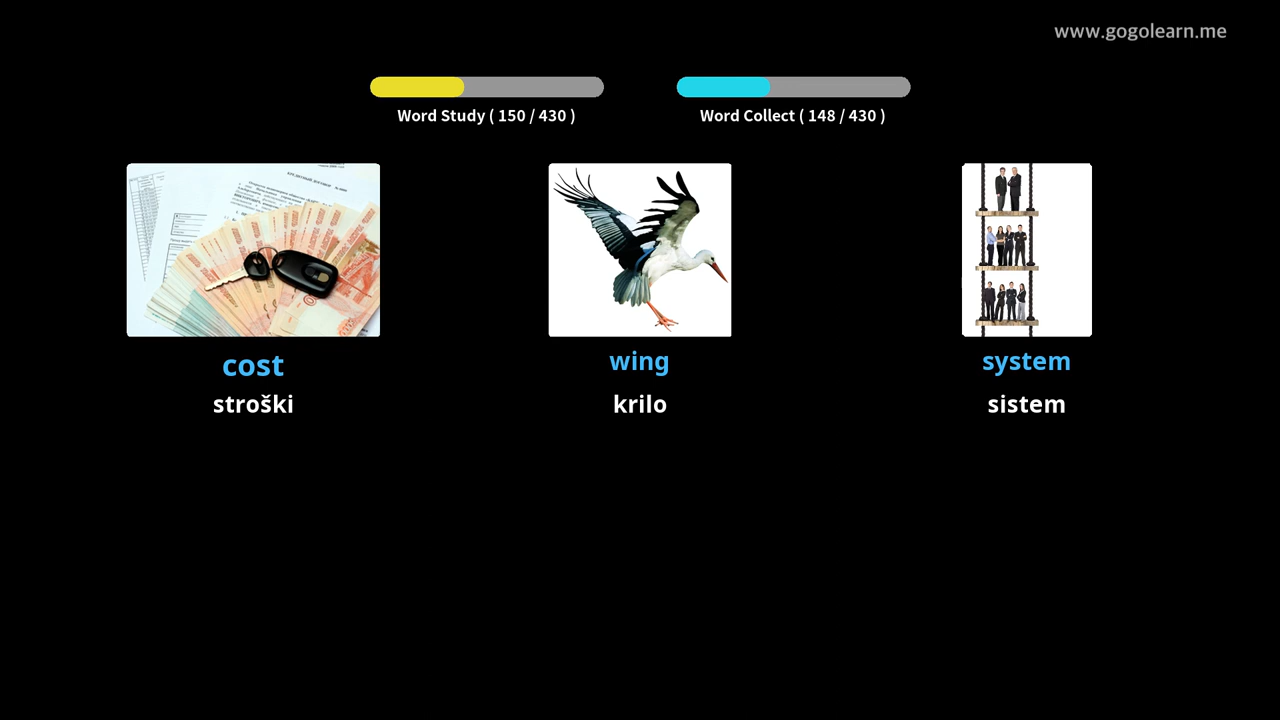 www.gogolearn.me
Word Study ( 150 / 430 )
Word Collect ( 148 / 430 )
cost
wing
system
stroški
krilo
sistem